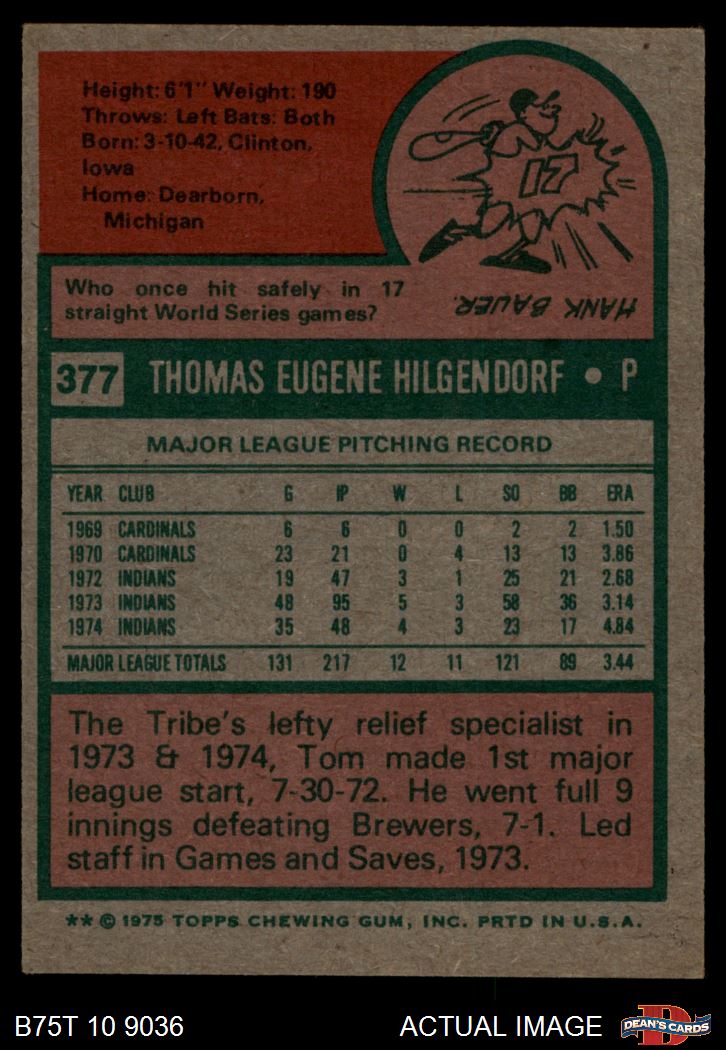 Height: 6'1" Weight: 190
Throws: Left Bats: Both
Born: 3-10-42, Clinton,
Iowa
Home: Dearborn,
Michigan
17
Who once hit safely in 17
straight World Series games?
HANK BAUER.
377 THOMAS EUGENE HILGENDORF • P
MAJOR LEAGUE PITCHING RECORD
YEAR CLUB G IP W L SO BB ERA
1969 CARDINALS 6 6 0 0 2 2 1.50
1970 CARDINALS 23 21 0 4 13 13 3.86
1972 INDIANS 19 47 3 1 25 21 2.68
1973 INDIANS 48 95 5 3 58 36 3.14
1974 INDIANS 35 48 4 3 23 17 4.84
MAJOR LEAGUE TOTALS 131 217 12 11 121 89 3.44
The Tribe's lefty relief specialist in
1973 & 1974, Tom made 1st major
league start, 7-30-72. He went full 9
innings defeating Brewers, 7-1. Led
staff in Games and Saves, 1973.
** © 1975 TOPPS CHEWING GUM, INC. PRTD IN U.S.A.
B75T 10 9036 ACTUAL IMAGE
D
DEAN'S CARDS